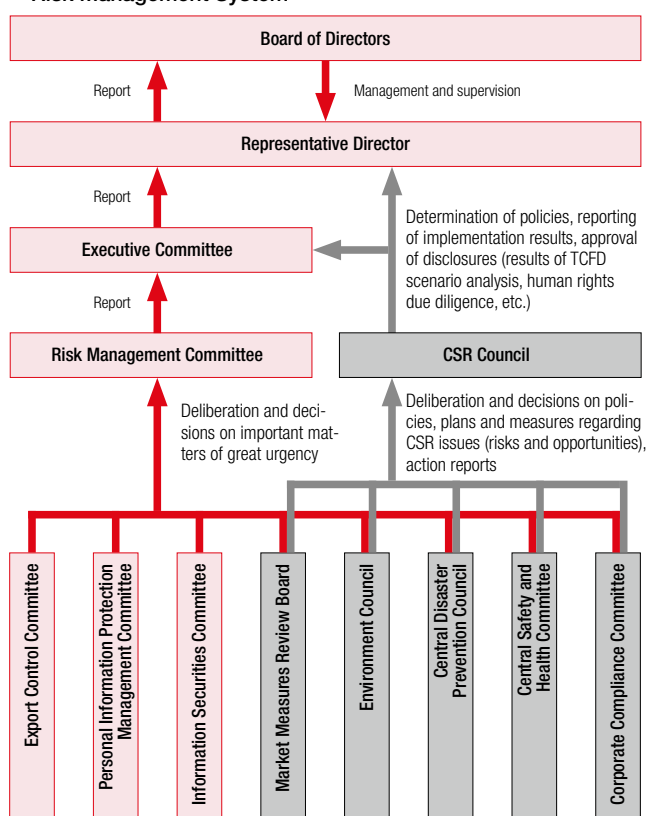 Risk Management System
Board of Directors
Report
Management and supervision
Representative Director
Report
Determination of policies, reporting
of implementation results, approval
of disclosures (results of TCFD
scenario analysis, human rights
due diligence, etc.)
Executive Committee
Report
Risk Management Committee
CSR Council
Deliberation and deci-
sions on important mat-
ters of great urgency
Deliberation and decisions on poli-
cies, plans and measures regarding
CSR issues (risks and opportunities),
action reports
Export Control Committee
Personal Information Protection
Management Committee
Information Securities Committee
Market Measures Review Board
Environment Council
Central Disaster
Prevention Council
Central Safety and
Health Committee
Corporate Compliance Committee